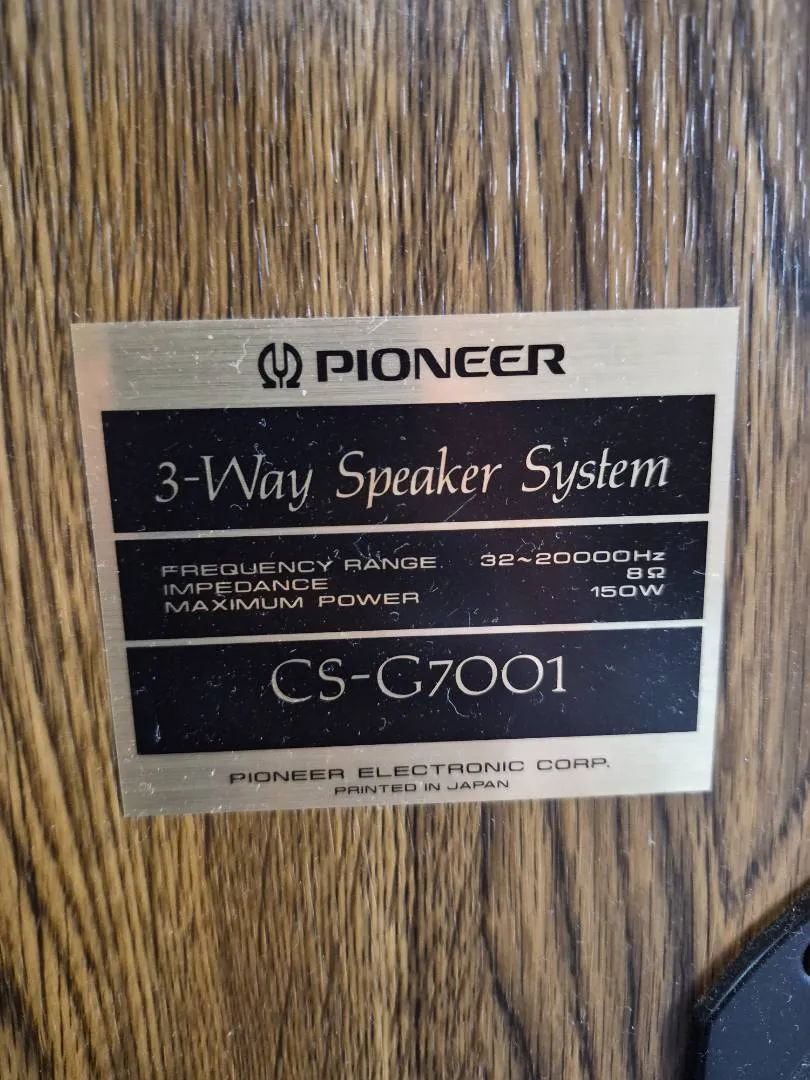 PIONEER
3-Way Speaker System
FREQUENCY RANGE 32~20000Hz
IMPEDANCE 8Ω
MAXIMUM POWER 150W
CS-G7001
PIONEER ELECTRONIC CORP.
PRINTED IN JAPAN